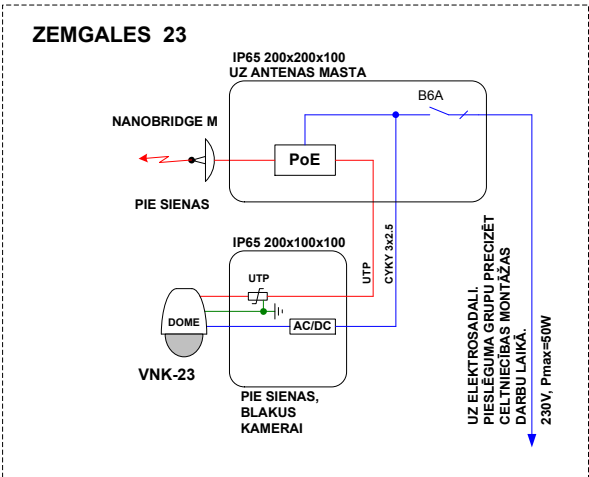 ZEMGALES 23
IP65 200x200x100
UZ ANTENAS MASTA
B6A
NANOBRIDGE M
PoE
PIE SIENAS
IP65 200x100x100
UTP
UTP
CYKY 3x2.5
DOME
AC/DC
VNK-23
PIE SIENAS,
BLAKUS
KAMERAI
UZ ELEKTROSADALI.
PIESLĒGUMA GRUPU PRECIZĒT
CELTNIECĪBAS MONTĀŽAS
DARBU LAIKĀ.
230V, Pmax=50W